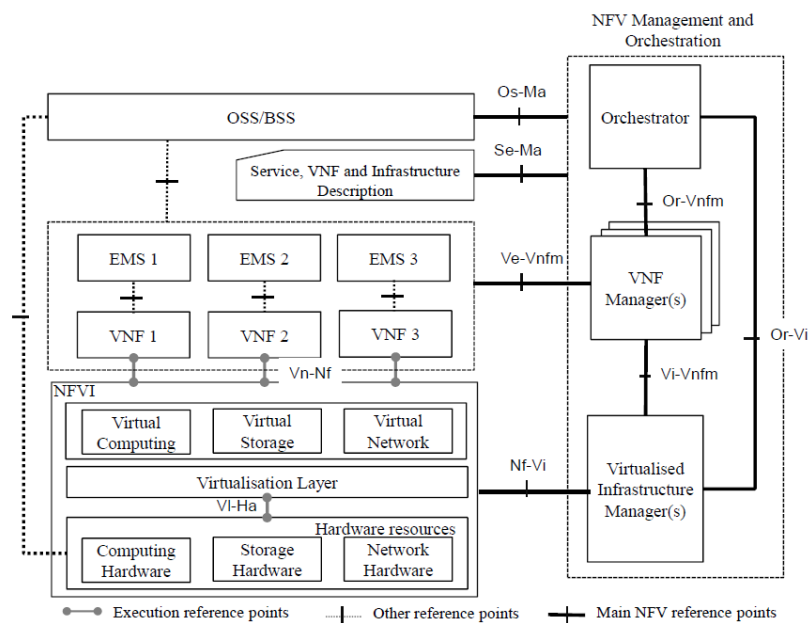 NFV Management and
Orchestration
Os-Ma
OSS/BSS
Orchestrator
Se-Ma
Service, VNF and Infrastructure
Description
Or-Vnfm
EMS 1
EMS 2
EMS 3
Ve-Vnfm
VNF
Manager(s)
VNF 1
VNF 2
VNF 3
Or-Vi
Vn-Nf
Vi-Vnfm
NFVI
Virtual
Computing
Virtual
Storage
Virtual
Network
Virtualisation Layer
Nf-Vi
Virtualised
Infrastructure
Manager(s)
Vl-Ha
Hardware resources
Computing
Hardware
Storage
Hardware
Network
Hardware
Execution reference points
Other reference points
Main NFV reference points